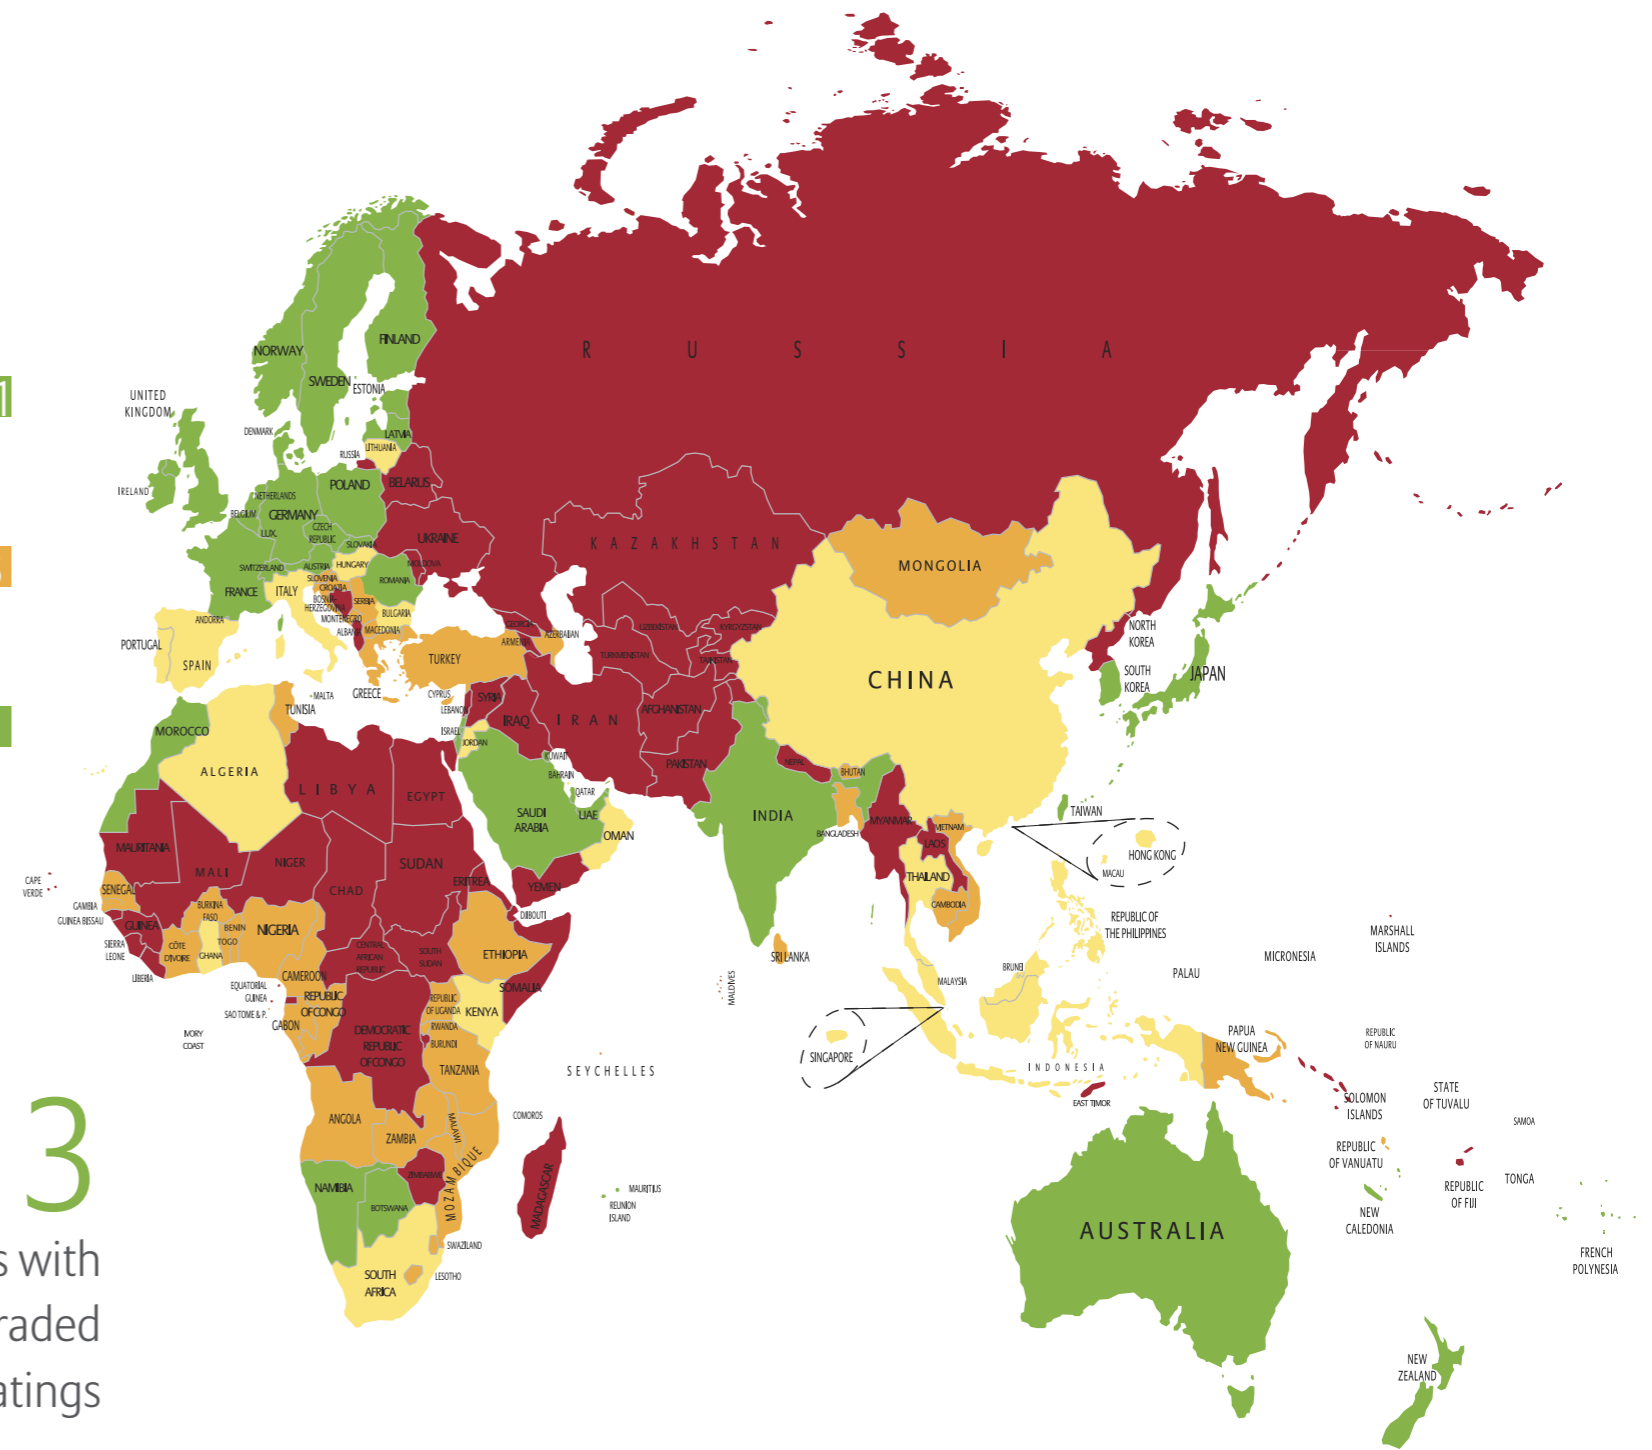 R U S S I A
FINLAND
NORWAY
SWEDEN
ESTONIA
1
UNITED
KINGDOM
DENMARK
LATVIA
LITHUANIA
RUSSIA
BELARUS
POLAND
IRELAND
NETHERLANDS
BELGIUM
GERMANY
CZECH
REPUBLIC
LUX.
SLOVAKIA
UKRAINE
KAZAKHSTAN
MOLDOVA
SWITZERLAND
AUSTRIA
HUNGARY
ROMANIA
SLOVENIA
CROATIA
FRANCE
ITALY
BOSNIA-
HERZEGOVINA
SERBIA
MONTENEGRO
BULGARIA
ANDORRA
ALBANIA
MACEDONIA
PORTUGAL
SPAIN
GREECE
TURKEY
GEORGIA
ARMENIA
AZERBAIJAN
UZBEKISTAN
KYRGYZSTAN
TURKMENISTAN
TAJIKISTAN
MONGOLIA
CHINA
NORTH
KOREA
SOUTH
KOREA
JAPAN
MALTA
TUNISIA
CYPRUS
LEBANON
SYRIA
ISRAEL
JORDAN
IRAQ
IRAN
AFGHANISTAN
PAKISTAN
NEPAL
BHUTAN
MOROCCO
ALGERIA
LIBYA
EGYPT
KUWAIT
BAHRAIN
QATAR
SAUDI
ARABIA
UAE
OMAN
INDIA
BANGLADESH
MYANMAR
VIETNAM
LAOS
TAIWAN
HONG KONG
MACAU
THAILAND
CAMBODIA
MAURITANIA
MALI
NIGER
CHAD
SUDAN
ERITREA
YEMEN
DJIBOUTI
CAPE
VERDE
SENEGAL
GAMBIA
GUINEA BISSAU
GUINEA
SIERRA
LEONE
LIBERIA
CÔTE
D'IVOIRE
BURKINA
FASO
GHANA
TOGO
BENIN
NIGERIA
CAMEROON
CENTRAL
AFRICAN
REPUBLIC
SOUTH
SUDAN
ETHIOPIA
SOMALIA
EQUATORIAL
GUINEA
SAO TOME & P.
GABON
REPUBLIC
OF CONGO
IVORY
COAST
DEMOCRATIC
REPUBLIC
OF CONGO
REPUBLIC
OF UGANDA
KENYA
RWANDA
BURUNDI
TANZANIA
SEYCHELLES
SRI LANKA
MALDIVES
REPUBLIC OF
THE PHILIPPINES
BRUNEI
MALAYSIA
SINGAPORE
INDONESIA
EAST TIMOR
PALAU
MICRONESIA
MARSHALL
ISLANDS
PAPUA
NEW GUINEA
REPUBLIC
OF NAURU
SOLOMON
ISLANDS
STATE
OF TUVALU
SAMOA
REPUBLIC
OF VANUATU
REPUBLIC
OF FIJI
TONGA
NEW
CALEDONIA
FRENCH
POLYNESIA
ANGOLA
ZAMBIA
MALAWI
MOZAMBIQUE
COMOROS
ZIMBABWE
MADAGASCAR
MAURITIUS
REUNION
ISLAND
NAMIBIA
BOTSWANA
SWAZILAND
SOUTH
AFRICA
LESOTHO
AUSTRALIA
NEW
ZEALAND
3
s with
raded
atings